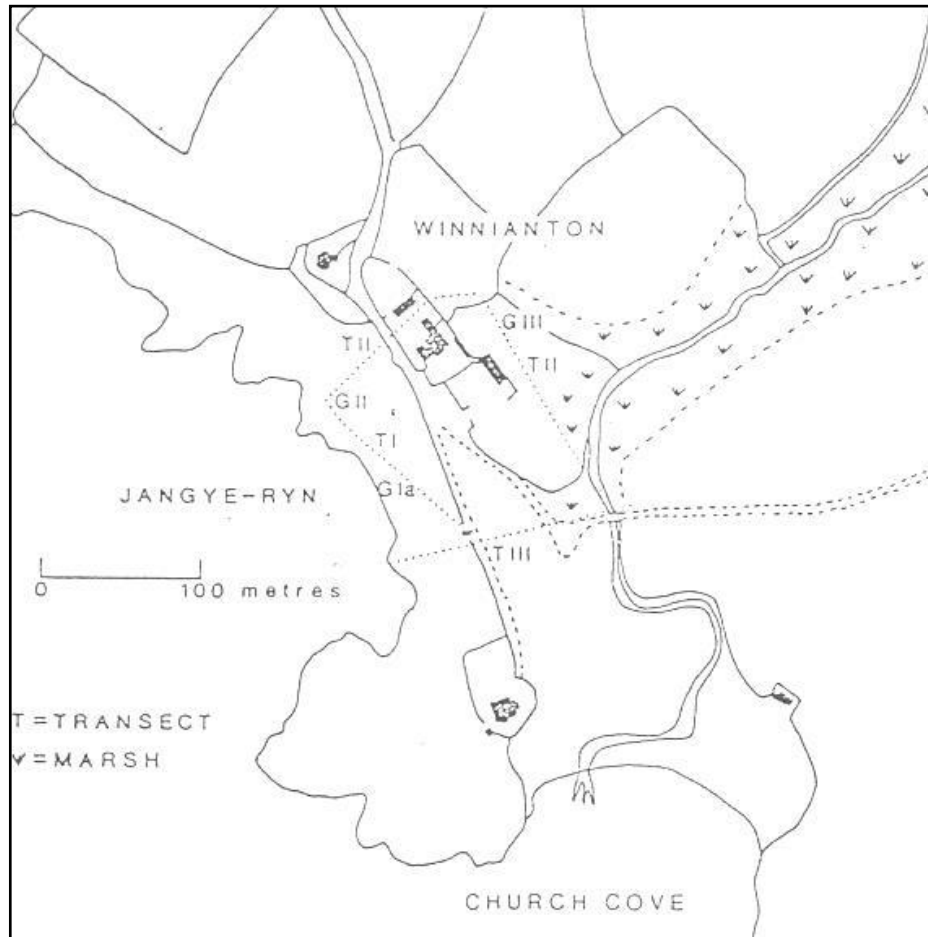 WINNIANTON
GIII
TII
TII
GII
TI
JANGYE-RYN
GIa
TIII
0 100 metres
T=TRANSECT
=MARSH
CHURCH COVE